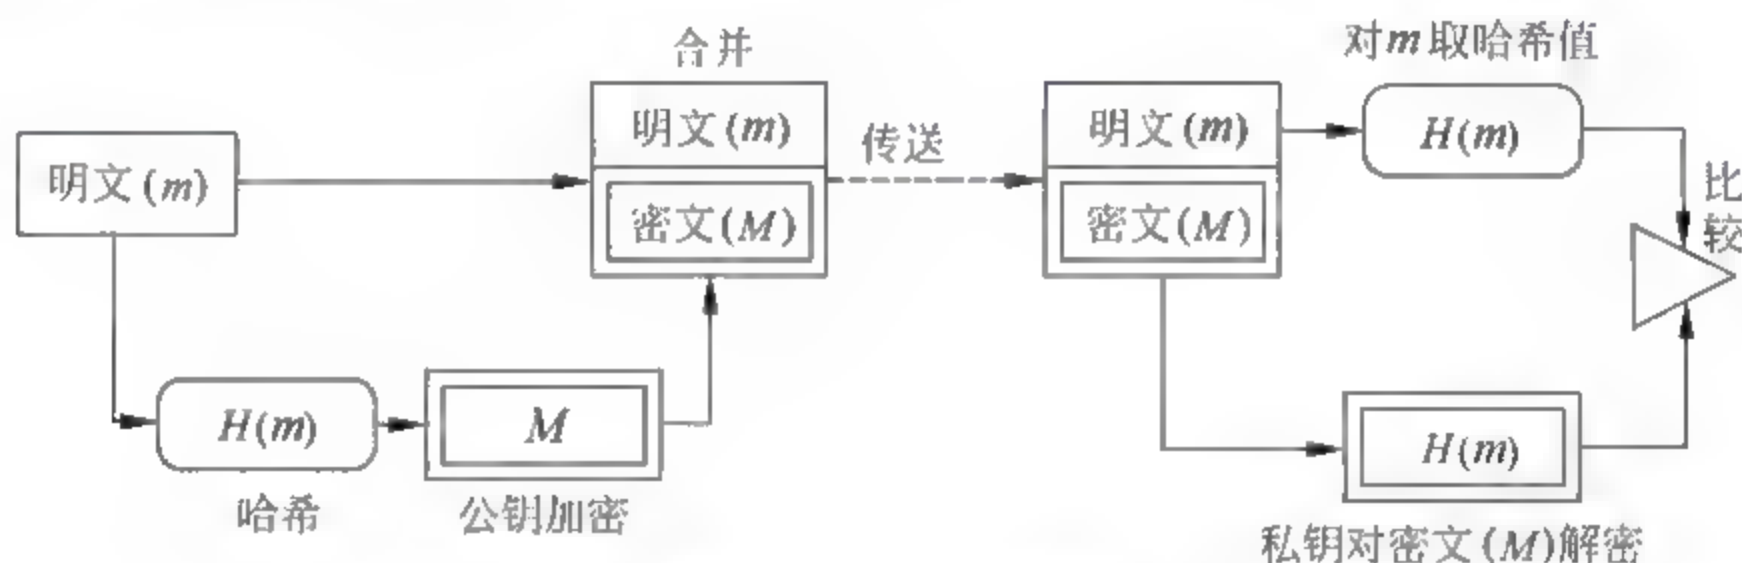 合并
对m取哈希值
明文(m)
明文(m)
密文(M)
传送
明文(m)
密文(M)
H(m)
比较
H(m)
哈希
M
公钥加密
H(m)
私钥对密文(M)解密